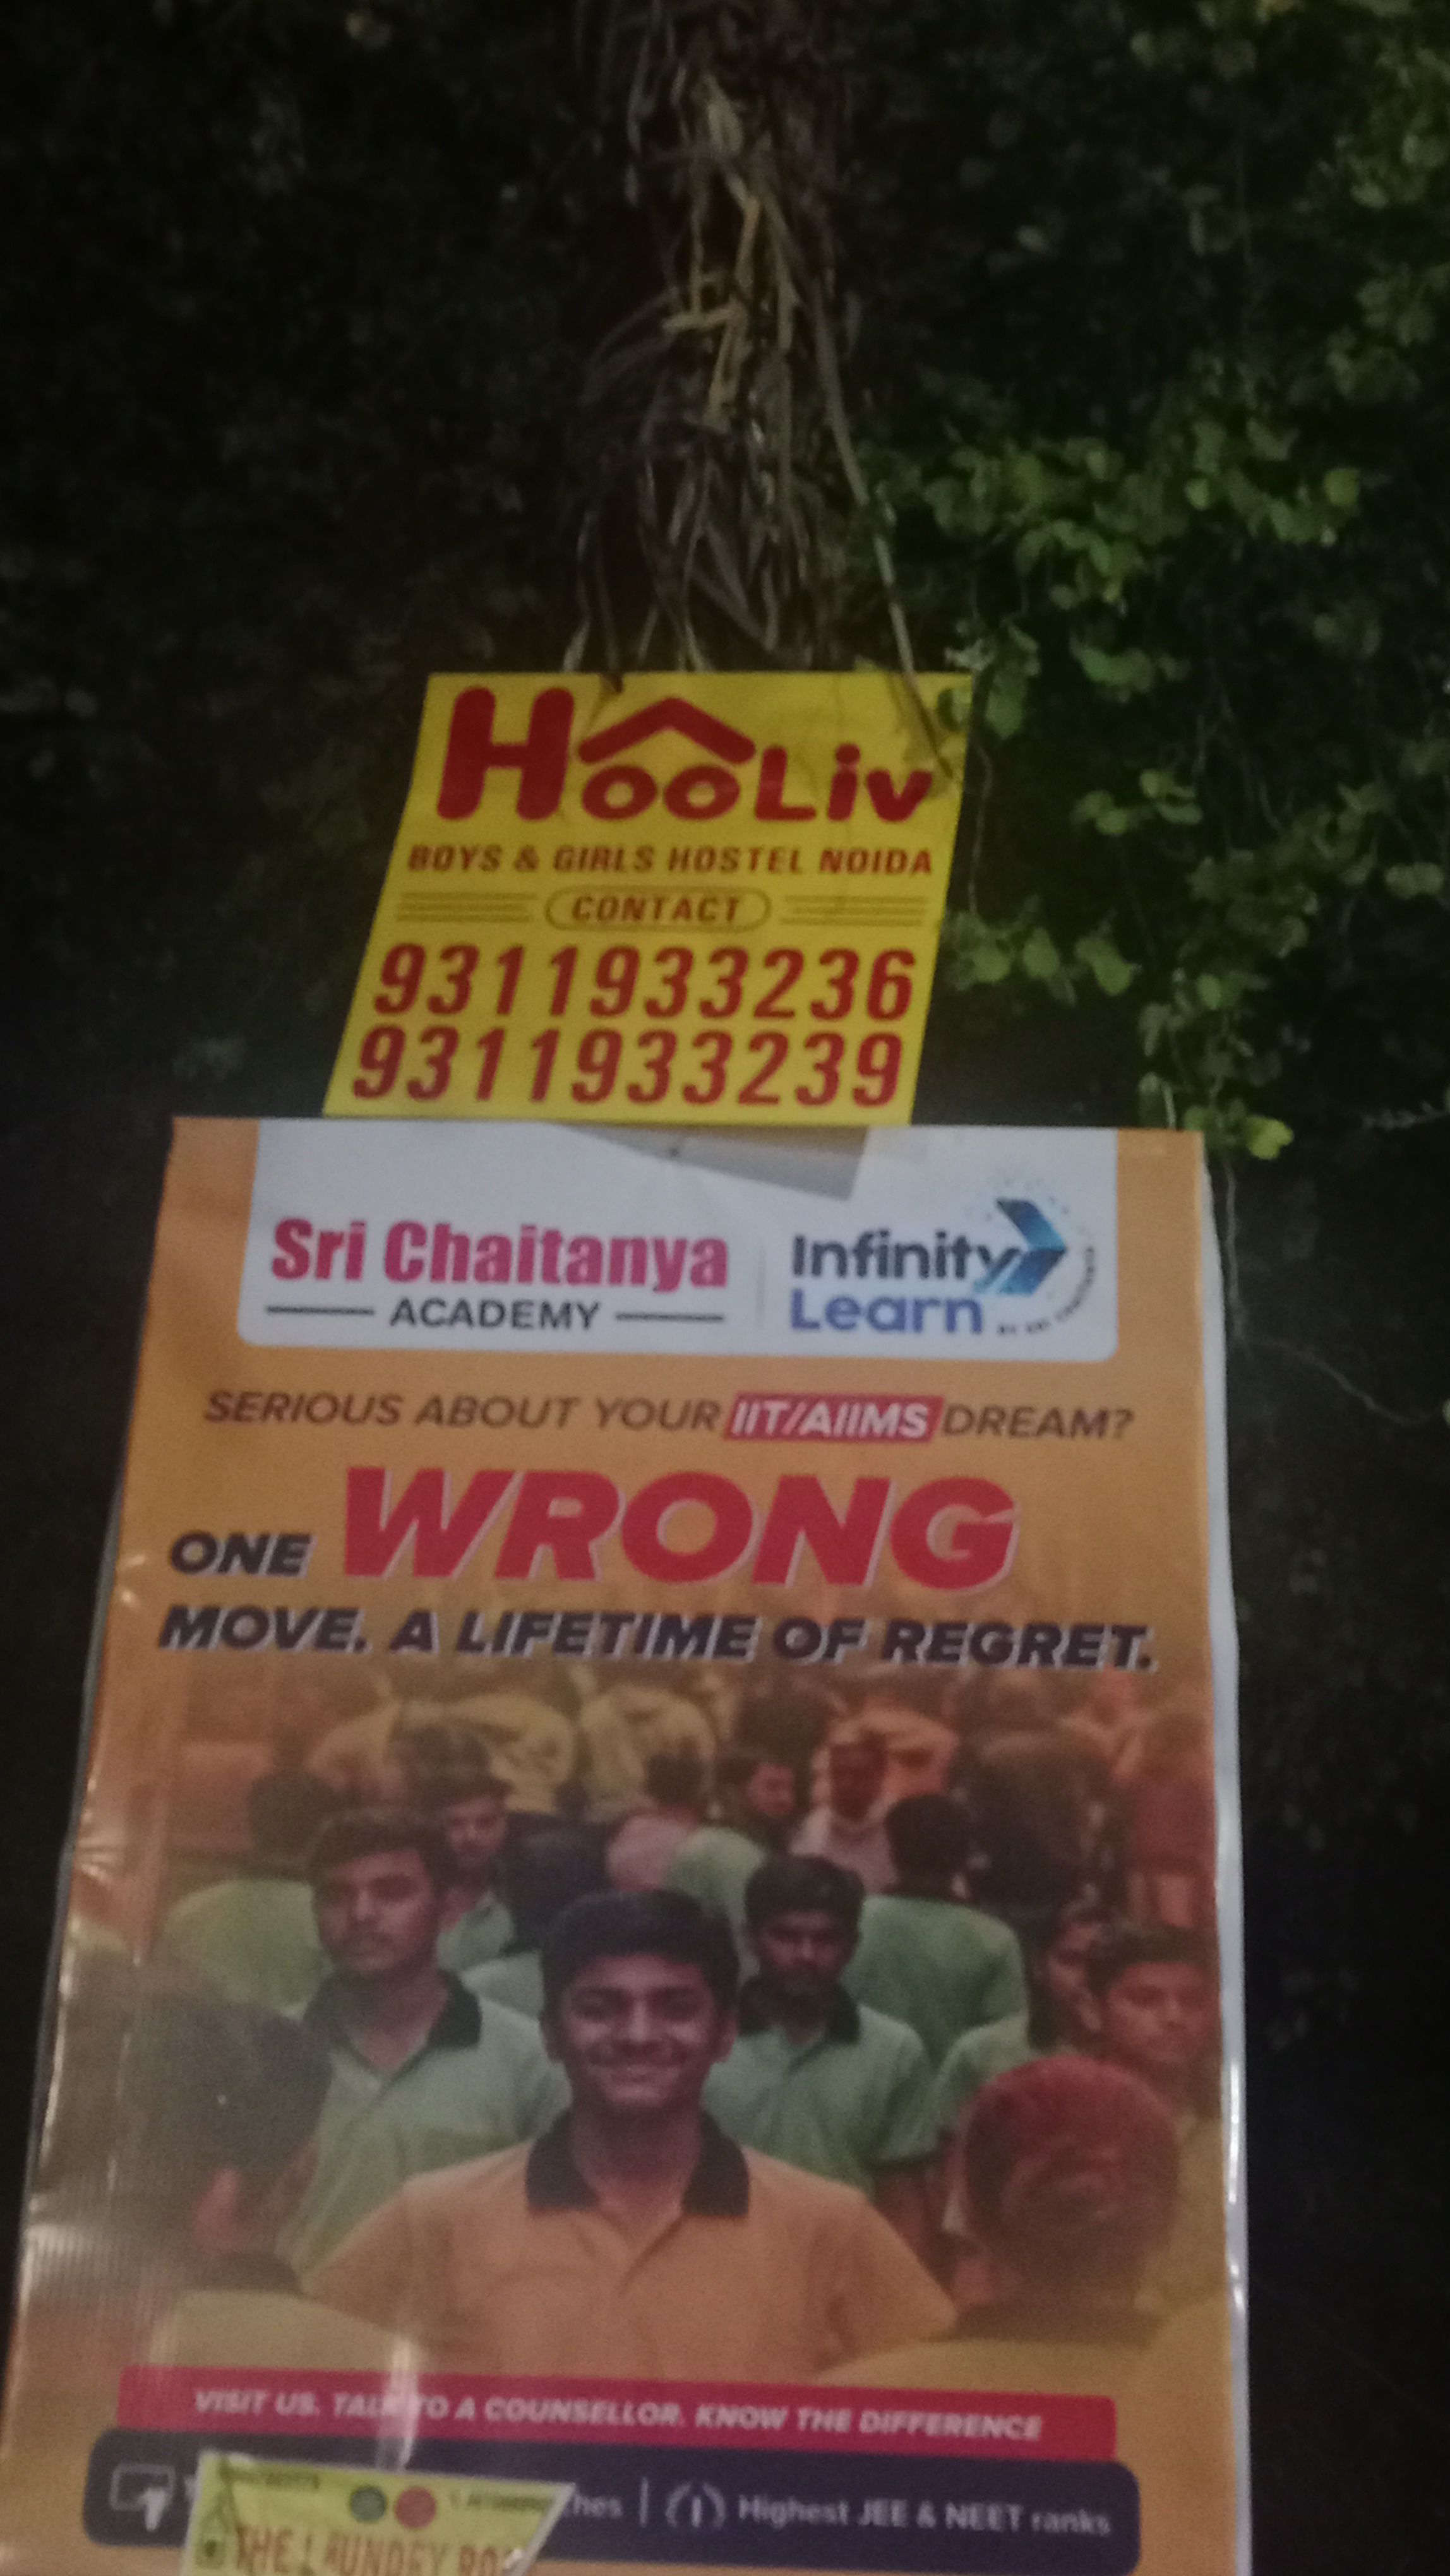 HooLiv
BOYS & GIRLS HOSTEL NOIDA
CONTACT
9311933236
9311933239
Sri Chaitanya
ACADEMY
Infinity
Learn
SERIOUS ABOUT YOUR IIT/AIIMS DREAM?
ONE WRONG
MOVE. A LIFETIME OF REGRET.
VISIT US. TALK TO A COUNSELLOR. KNOW THE DIFFERENCE
Highest JEE & NEET ranks
THE